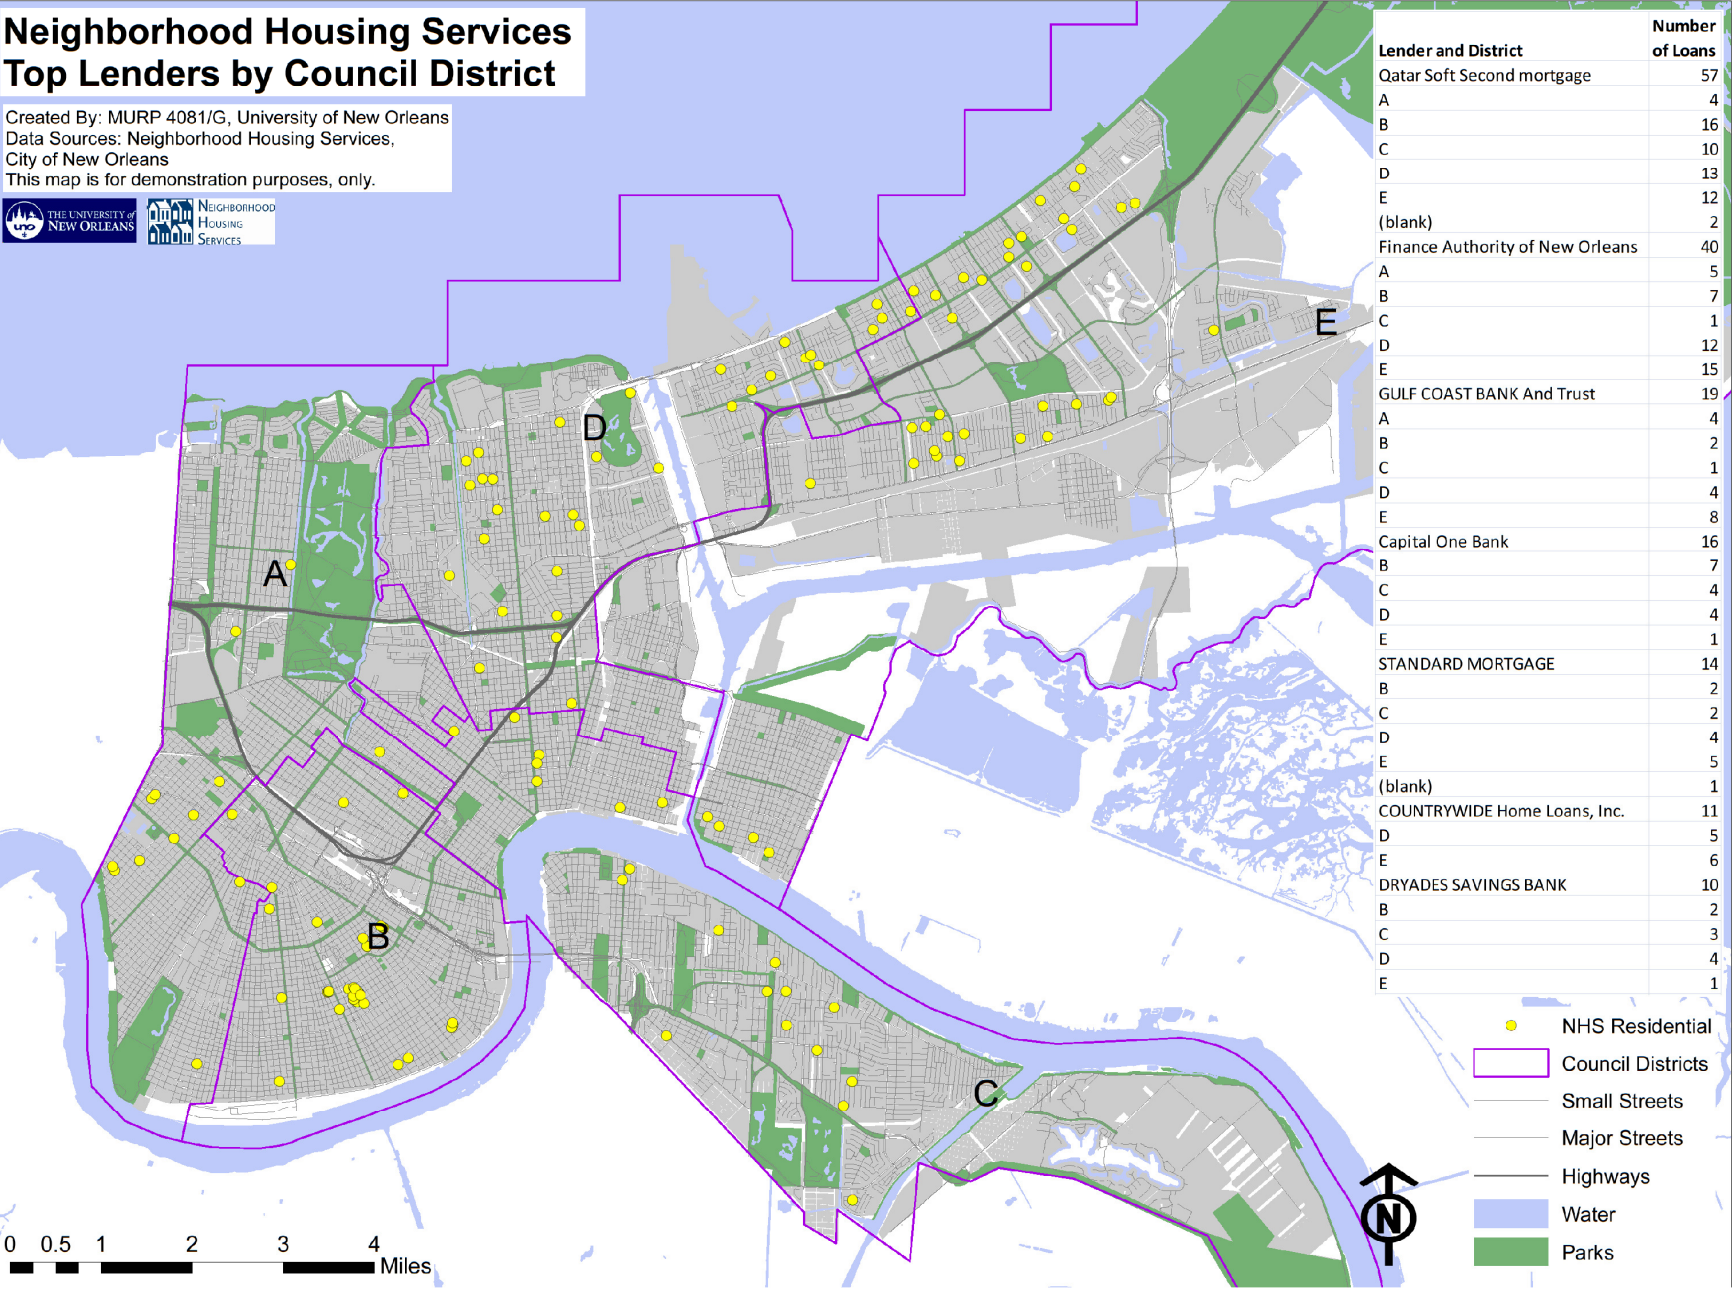 Neighborhood Housing Services
Top Lenders by Council District
Created By: MURP 4081/G, University of New Orleans
Data Sources: Neighborhood Housing Services,
City of New Orleans
This map is for demonstration purposes, only.
uno
THE UNIVERSITY of
NEW ORLEANS
NEIGHBORHOOD
HOUSING
SERVICES
Lender and District Number of Loans
Qatar Soft Second mortgage 57
A 4
B 16
C 10
D 13
E 12
(blank) 2
Finance Authority of New Orleans 40
A 5
B 7
C 1
D 12
E 15
GULF COAST BANK And Trust 19
A 4
B 2
C 1
D 4
E 8
Capital One Bank 16
B 7
C 4
D 4
E 1
STANDARD MORTGAGE 14
B 2
C 2
D 4
E 5
(blank) 1
COUNTRYWIDE Home Loans, Inc. 11
D 5
E 6
DRYADES SAVINGS BANK 10
B 2
C 3
D 4
E 1
E
D
A
B
C
NHS Residential
Council Districts
Small Streets
Major Streets
Highways
Water
Parks
N
0 0.5 1 2 3 4
Miles